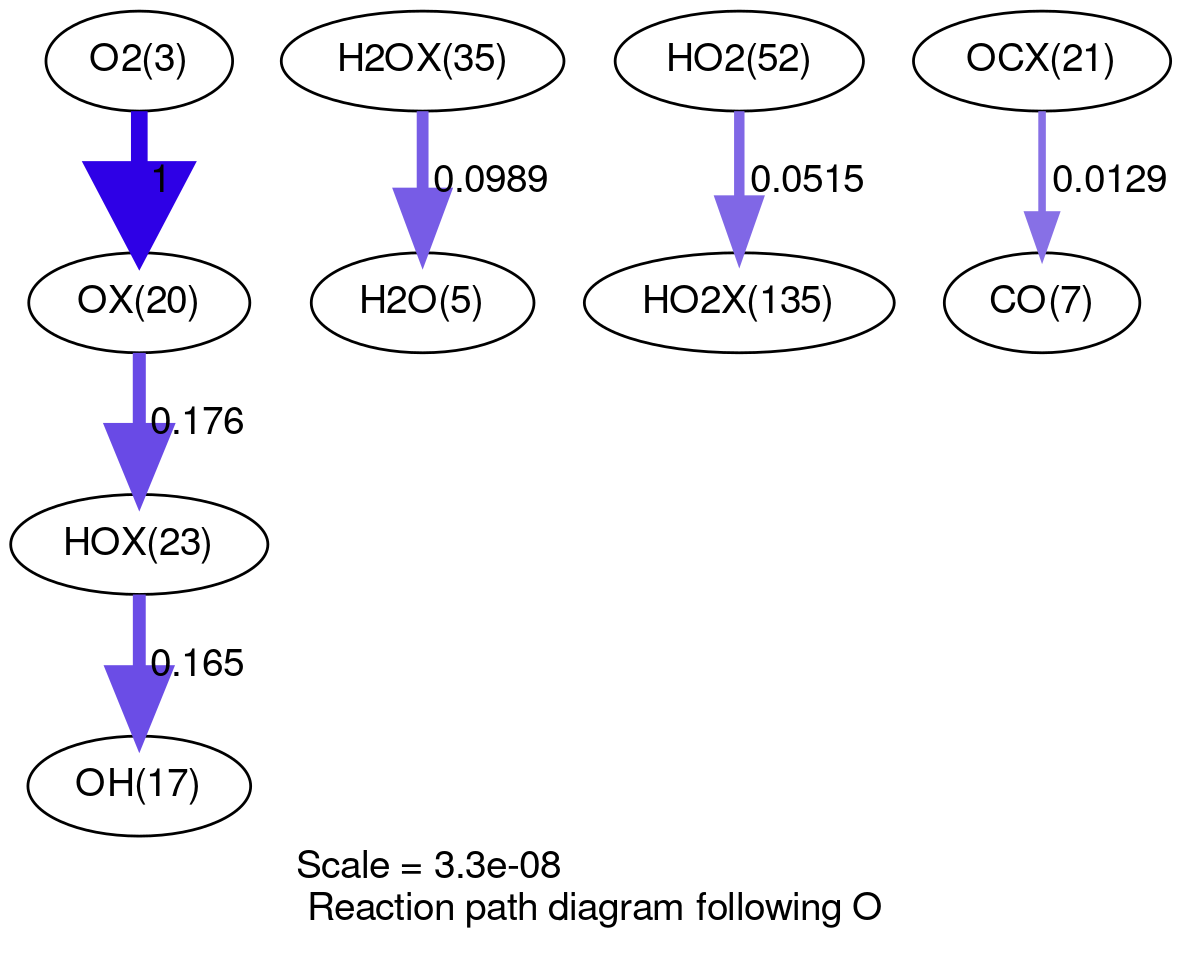 O2(3)
H2OX(35)
HO2(52)
OCX(21)
1
0.0989
0.0515
0.0129
OX(20)
H2O(5)
HO2X(135)
CO(7)
0.176
HOX(23)
0.165
OH(17)
Scale = 3.3e-08
Reaction path diagram following O